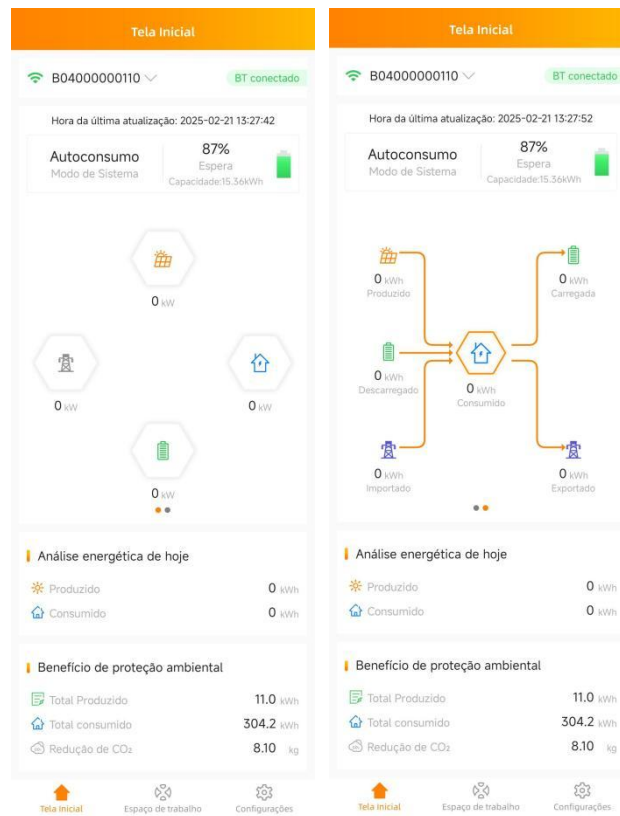 Tela Inicial
B04000000110
BT conectado
Hora da última atualização: 2025-02-21 13:27:42
Autoconsumo
Modo de Sistema
87%
Espera
Capacidade:15.36kWh
0 kW
0 kW
0 kW
0 kW
Análise energética de hoje
Produzido 0 kWh
Consumido 0 kWh
Benefício de proteção ambiental
Total Produzido 11.0 kWh
Total consumido 304.2 kWh
Redução de CO₂ 8.10 kg
Tela Inicial
Espaço de trabalho
Configurações
Tela Inicial
B04000000110
BT conectado
Hora da última atualização: 2025-02-21 13:27:52
Autoconsumo
Modo de Sistema
87%
Espera
Capacidade:15.36kWh
0 kWh
Produzido
0 kWh
Carregada
0 kWh
Descarregado
0 kWh
Consumido
0 kWh
Importado
0 kWh
Exportado
Análise energética de hoje
Produzido 0 kWh
Consumido 0 kWh
Benefício de proteção ambiental
Total Produzido 11.0 kWh
Total consumido 304.2 kWh
Redução de CO₂ 8.10 kg
Tela Inicial
Espaço de trabalho
Configurações